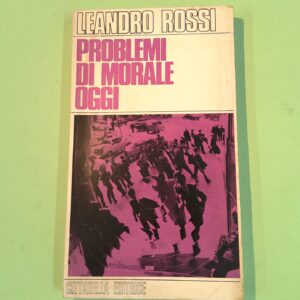 LEANDRO ROSSI
PROBLEMI
DI MORALE
OGGI
CITTADELLA EDITRICE